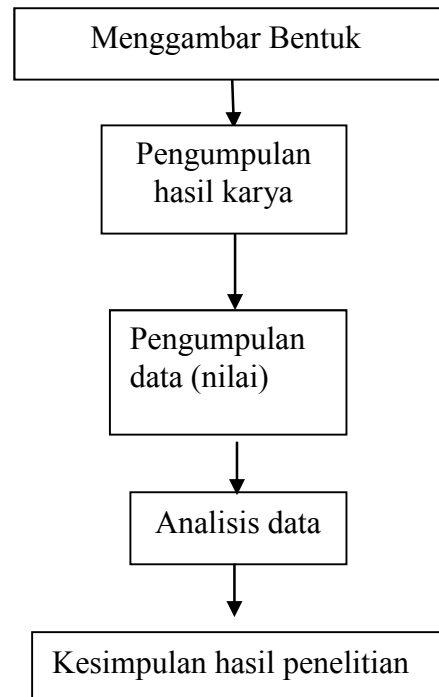 Menggambar Bentuk
Pengumpulan
hasil karya
Pengumpulan
data (nilai)
Analisis data
Kesimpulan hasil penelitian